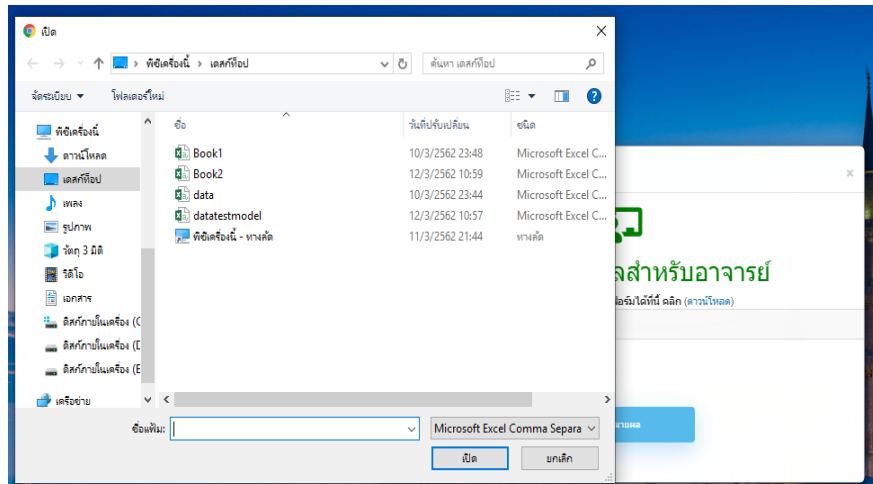 เปิด
พีซีเครื่องนี้ › เดสก์ท็อป
ค้นหา เดสก์ท็อป
จัดระเบียบ โฟลเดอร์ใหม่
ชื่อ วันที่ปรับเปลี่ยน ชนิด
พีซีเครื่องนี้
ดาวน์โหลด
เดสก์ท็อป
เพลง
รูปภาพ
วัตถุ 3 มิติ
วิดีโอ
เอกสาร
ดิสก์ภายในเครื่อง (C
ดิสก์ภายในเครื่อง (D
ดิสก์ภายในเครื่อง (E
เครือข่าย
Book1 10/3/2562 23:48 Microsoft Excel C...
Book2 12/3/2562 10:59 Microsoft Excel C...
data 10/3/2562 23:44 Microsoft Excel C...
datatestmodel 12/3/2562 10:57 Microsoft Excel C...
พีซีเครื่องนี้ - ทางลัด 11/3/2562 21:44 ทางลัด
ชื่อแฟ้ม: Microsoft Excel Comma Separa
เปิด ยกเลิก
x
ลสำหรับอาจารย์
ฟอร์มได้ที่นี่ คลิก (ดาวน์โหลด)